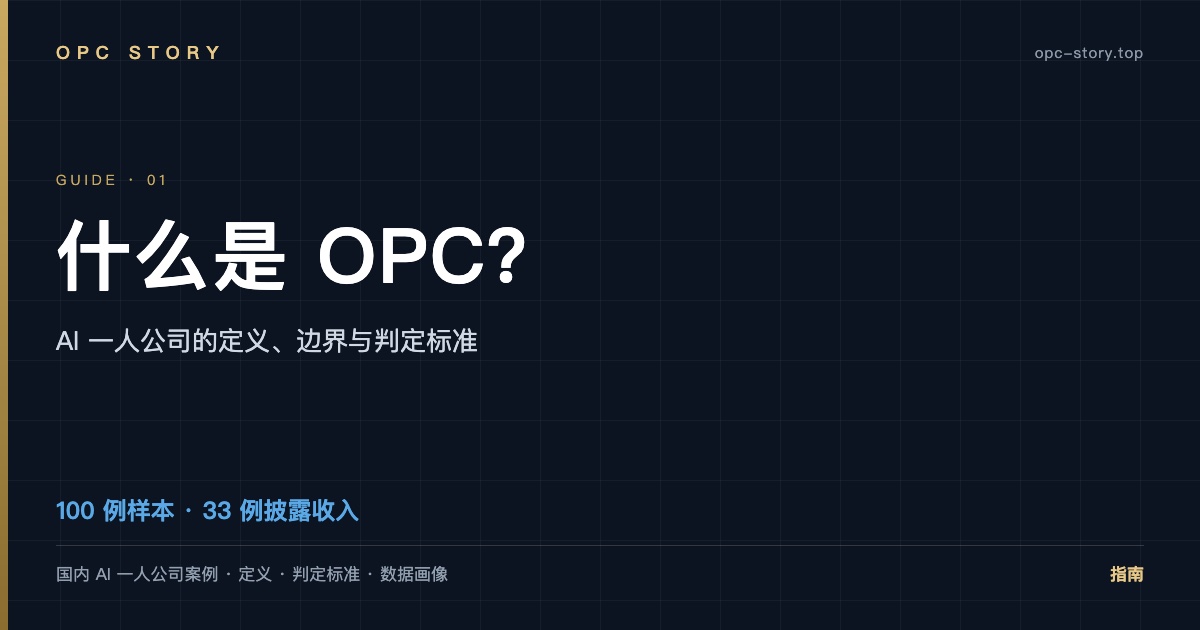 OPC STORY
opc-story.top
GUIDE · 01
什么是 OPC?
AI 一人公司的定义、边界与判定标准
100 例样本 · 33 例披露收入
国内 AI 一人公司案例 · 定义 · 判定标准 · 数据画像
指南